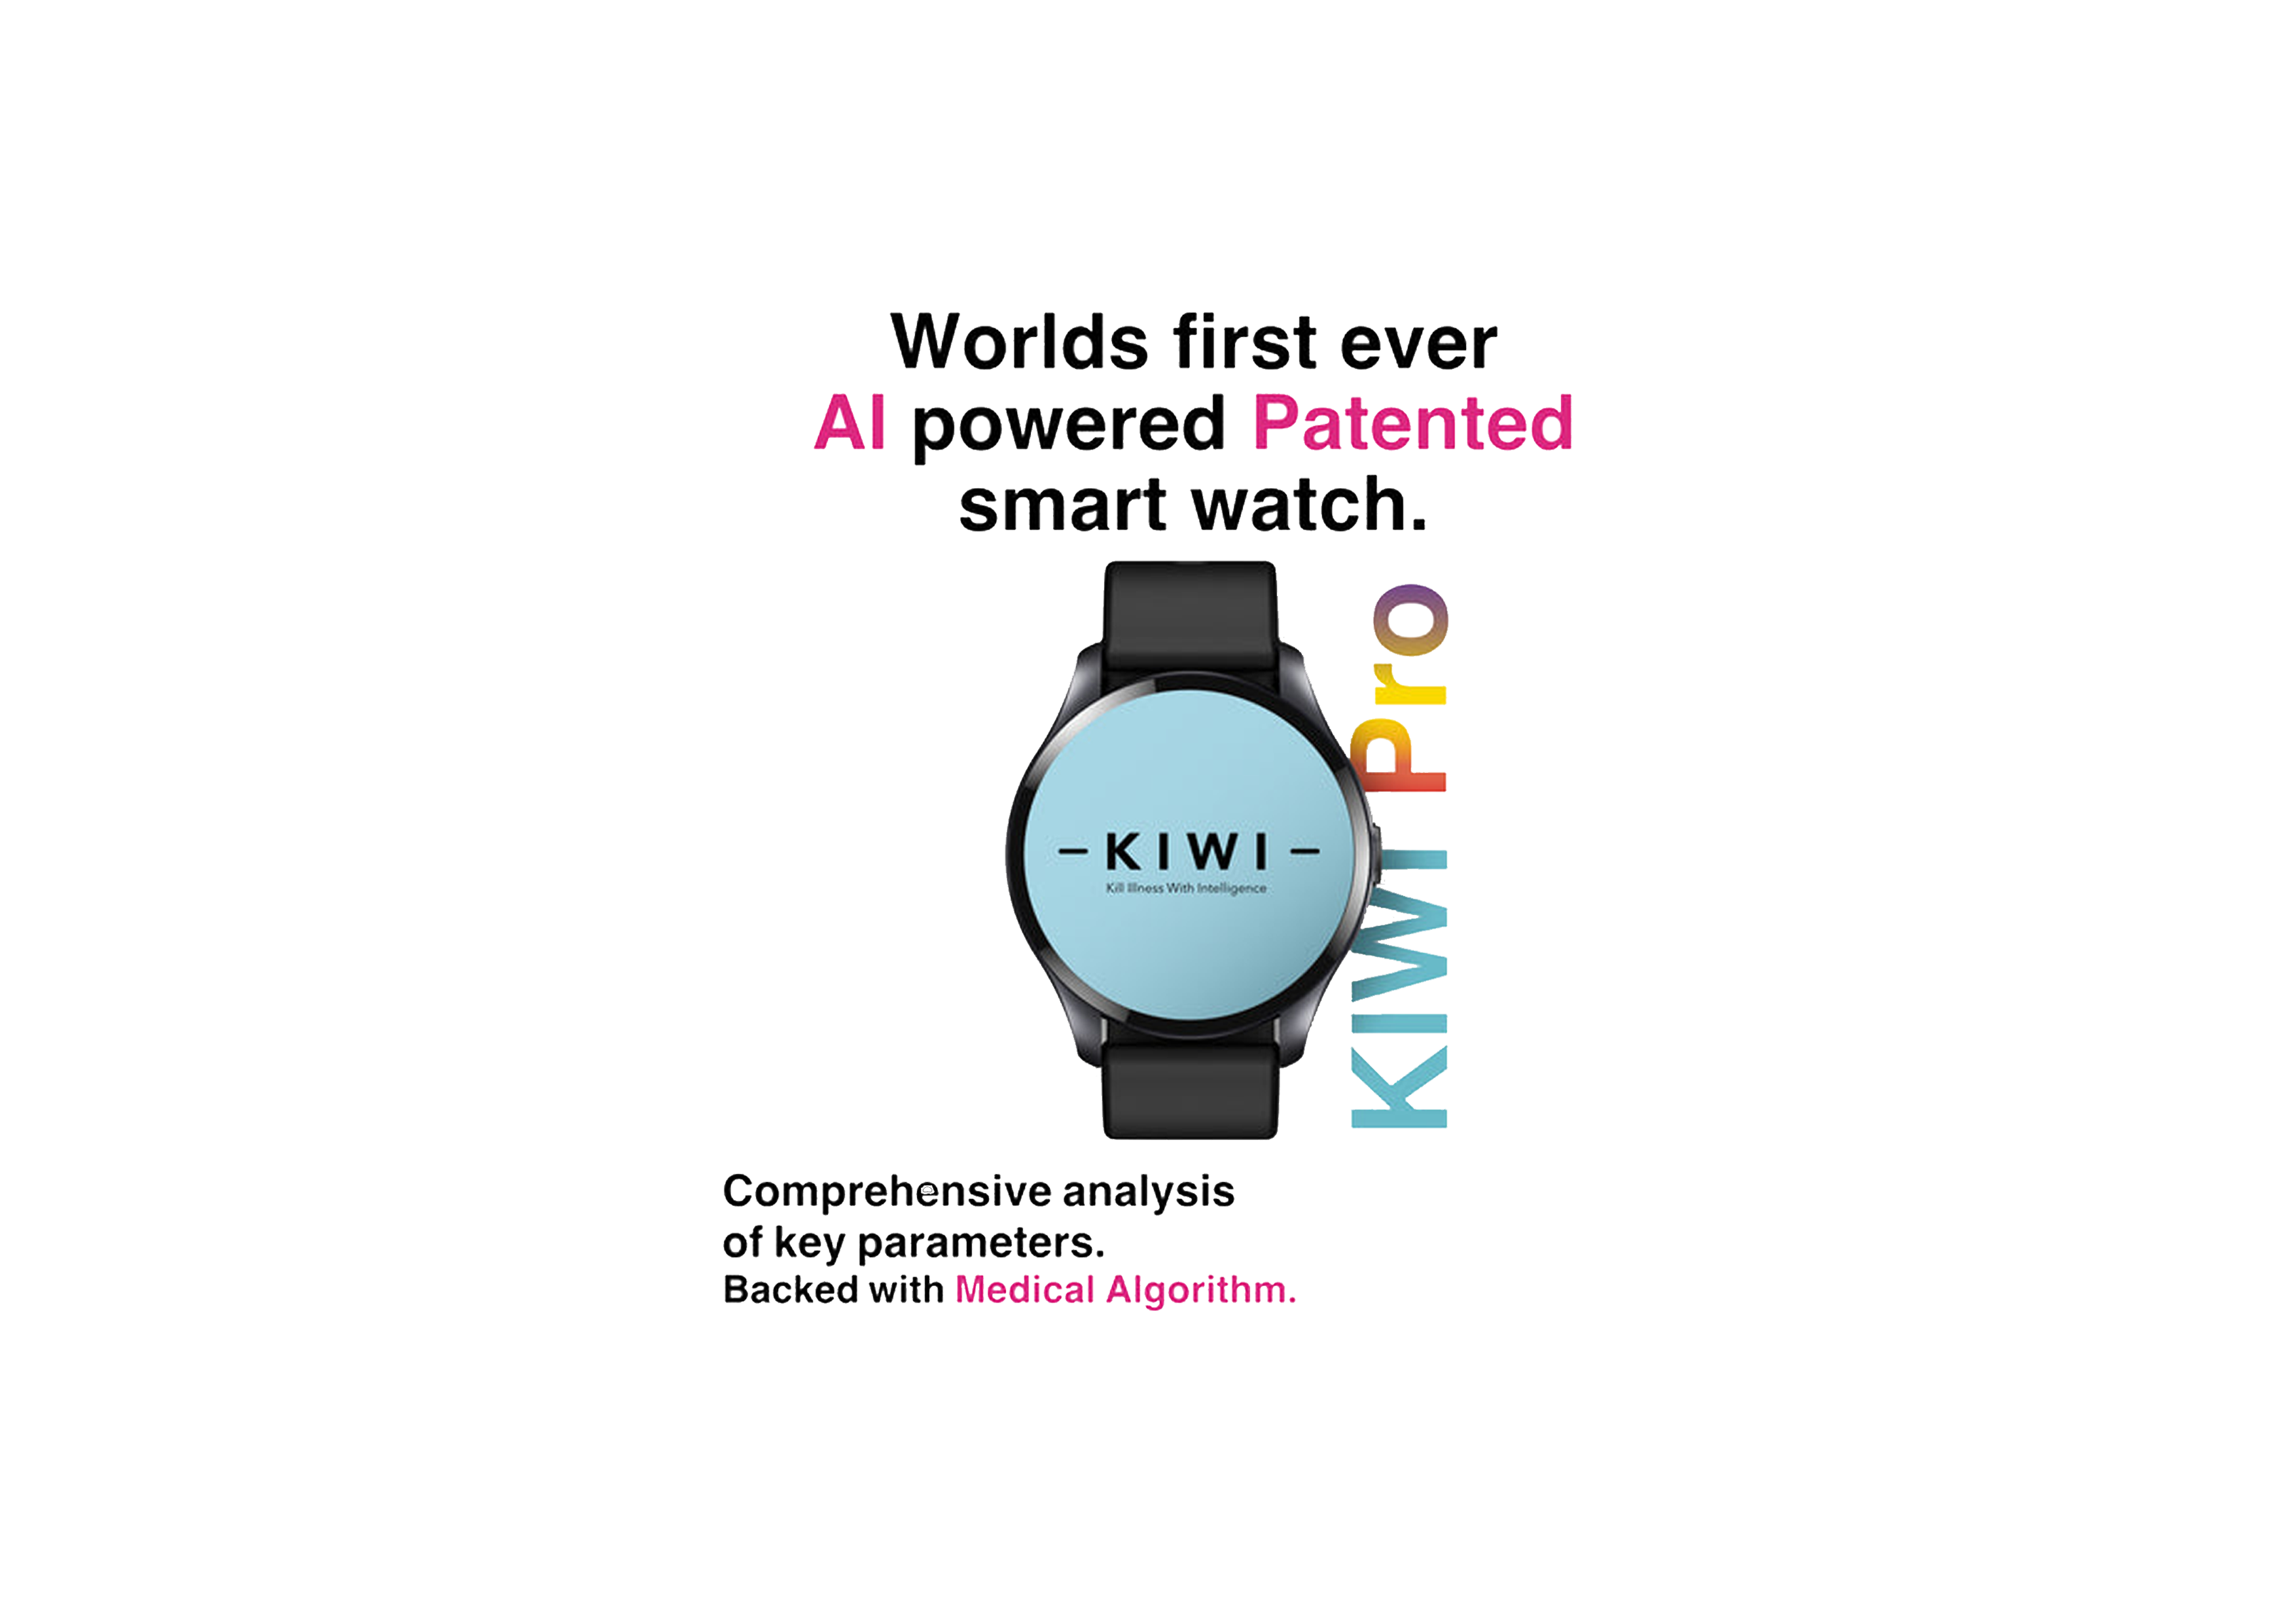 Worlds first ever
AI powered Patented
smart watch.
KIWI Pro
– KIWI –
Kill Illness With Intelligence
Comprehensive analysis
of key parameters.
Backed with Medical Algorithm.